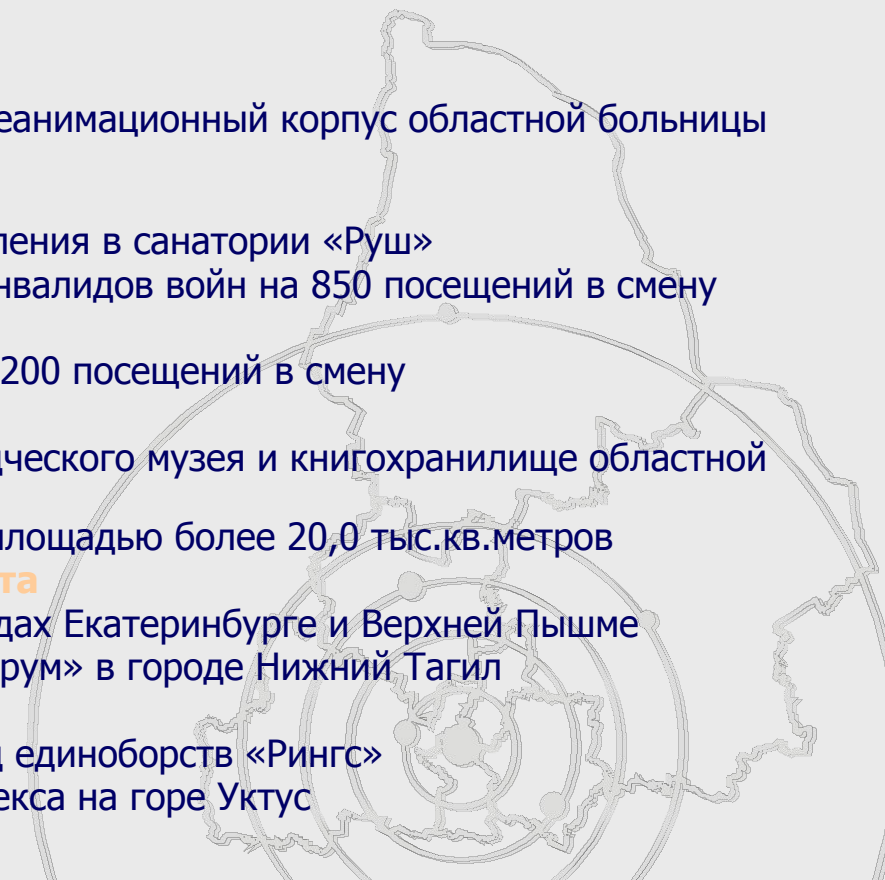 еанимационный корпус областной больницы
ления в санатории «Руш»
нвалидов войн на 850 посещений в смену
200 посещений в смену
дческого музея и книгохранилище областной
площадью более 20,0 тыс.кв.метров
та
дах Екатеринбурге и Верхней Пышме
рум» в городе Нижний Тагил
ц единоборств «Рингс»
екса на горе Уктус